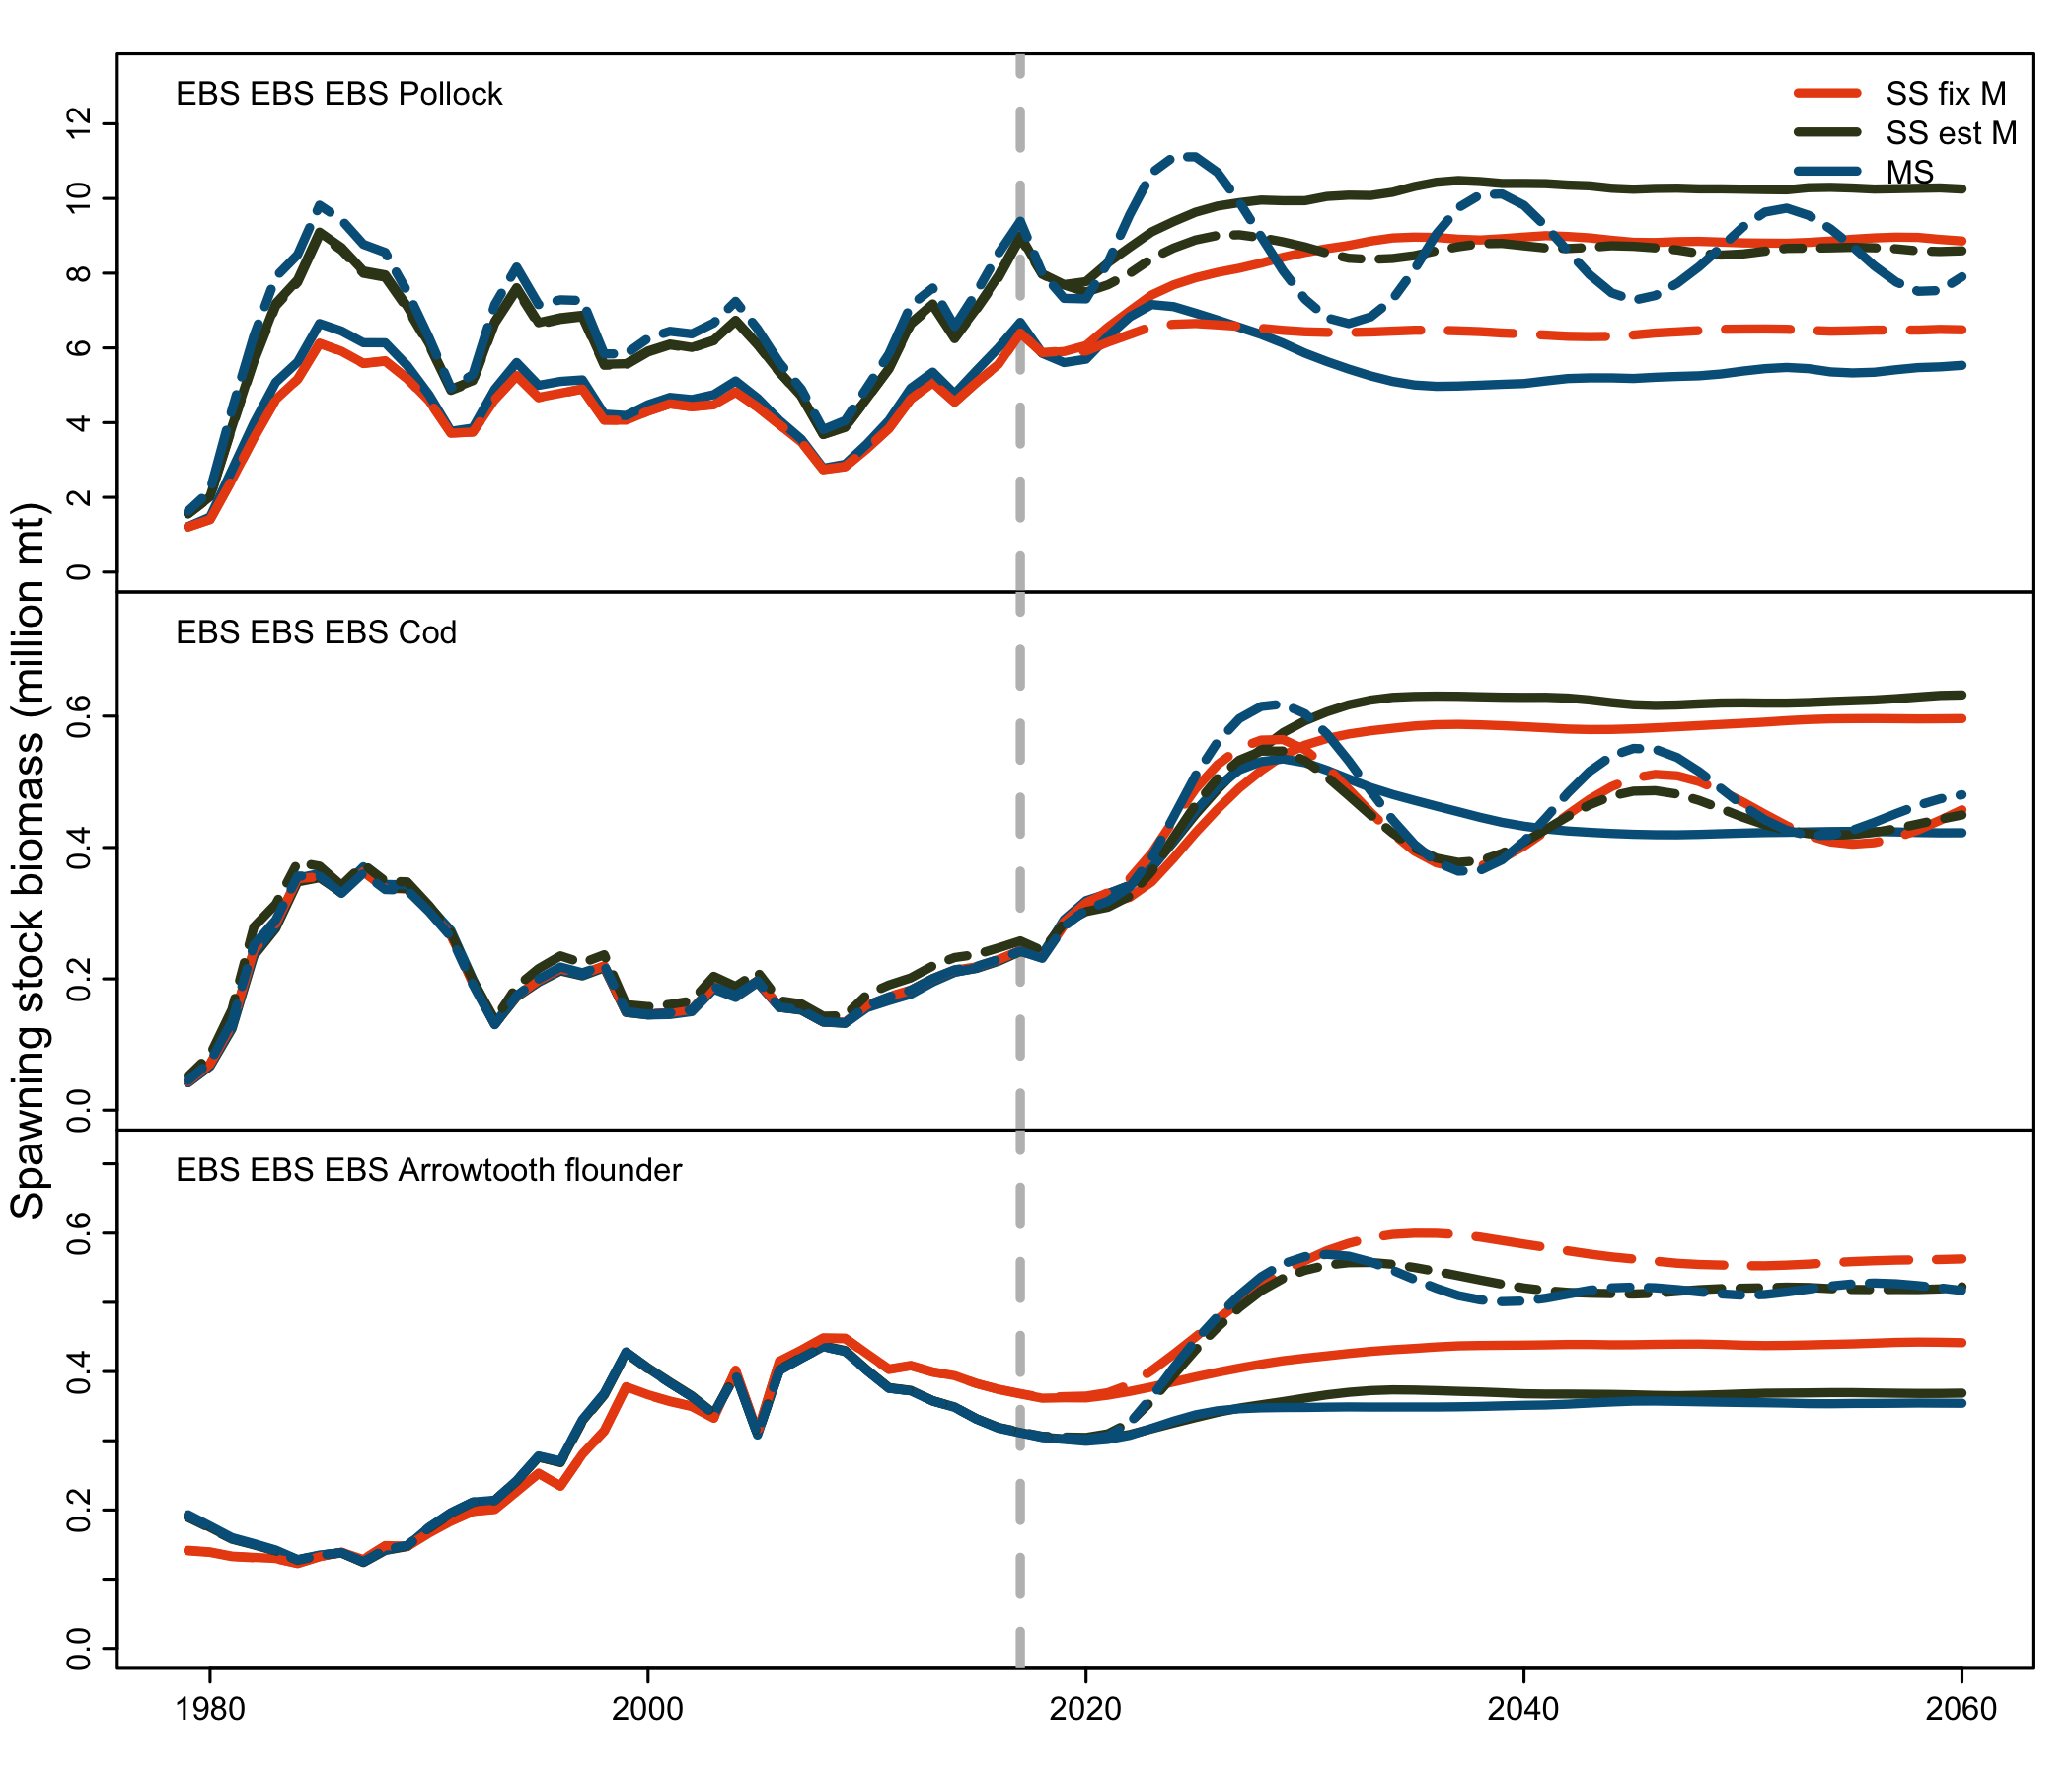 Spawning stock biomass (million mt)
EBS EBS EBS Pollock
SS fix M
SS est M
MS
12
10
8
6
4
2
0
EBS EBS EBS Cod
0.6
0.4
0.2
0.0
EBS EBS EBS Arrowtooth flounder
0.6
0.4
0.2
0.0
1980 2000 2020 2040 2060